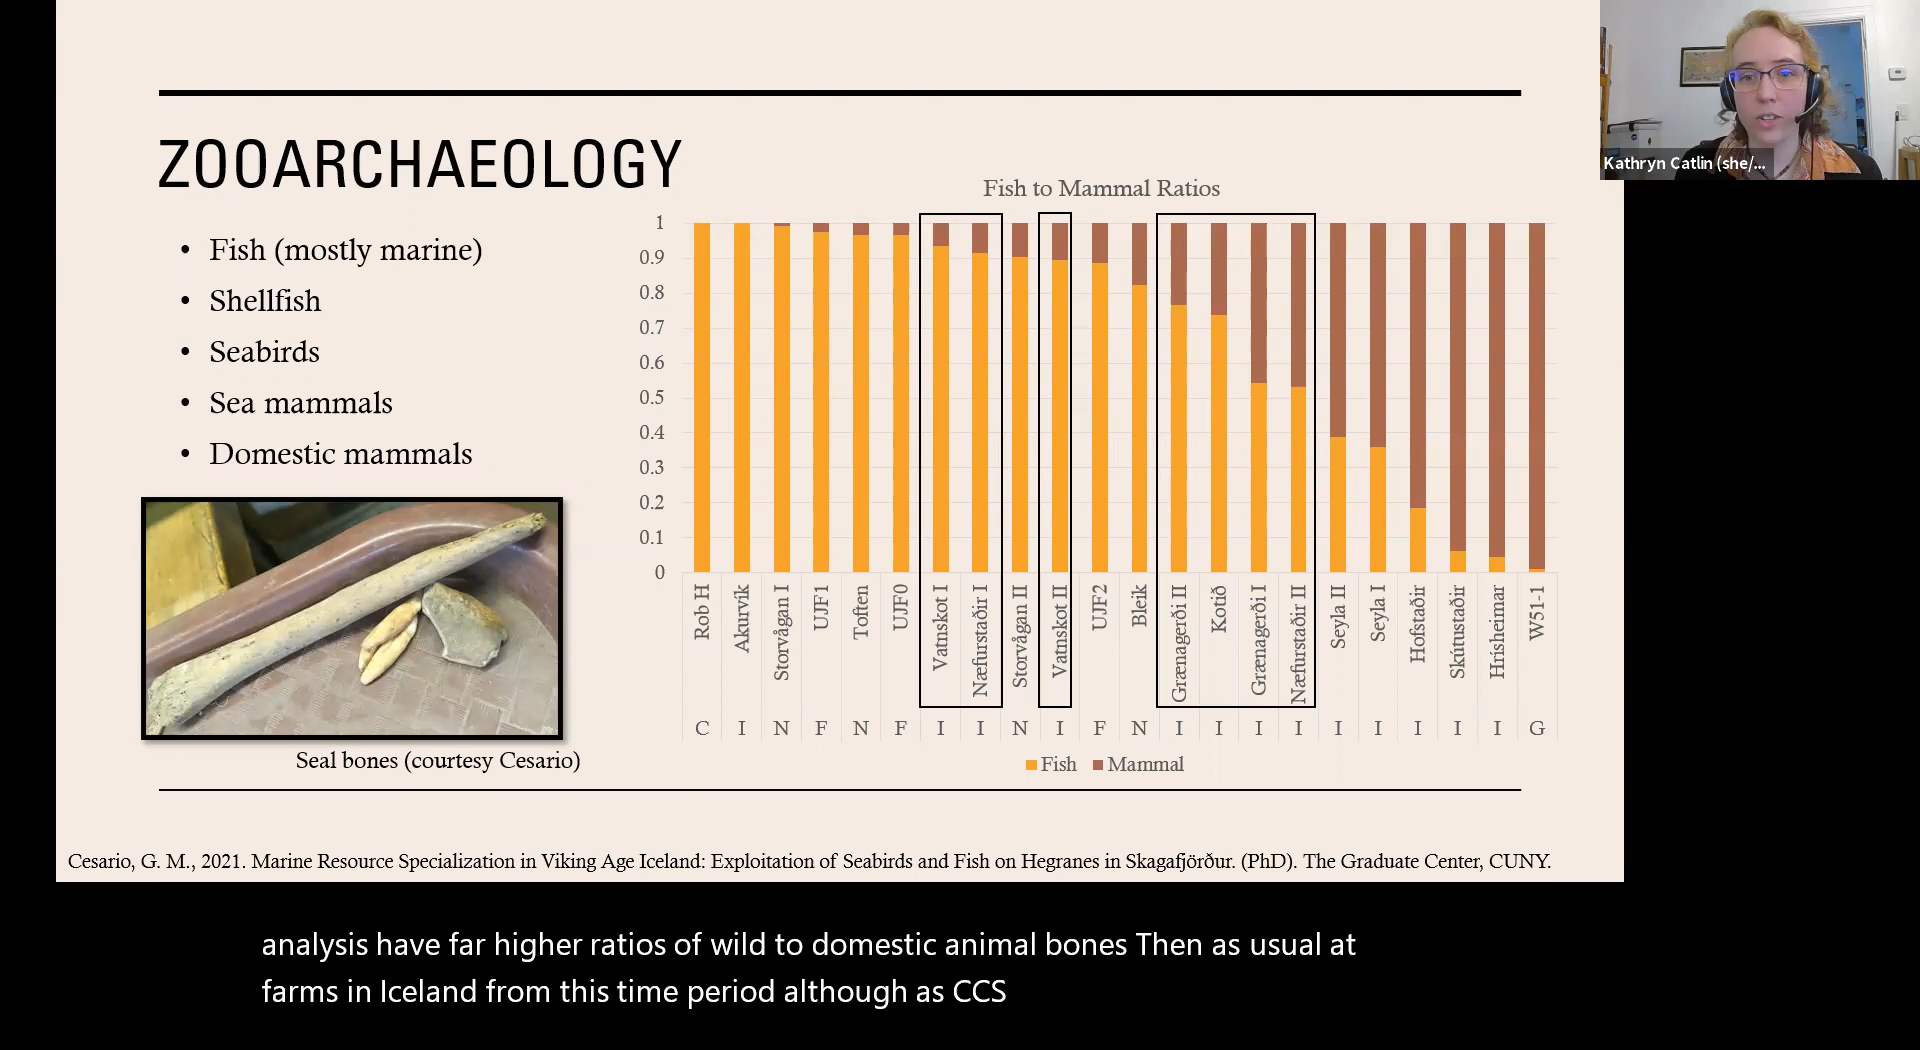 Kathryn Catlin (she/...
ZOOARCHAEOLOGY
• Fish (mostly marine)
• Shellfish
• Seabirds
• Sea mammals
• Domestic mammals
Seal bones (courtesy Cesario)
Fish to Mammal Ratios
1
0.9
0.8
0.7
0.6
0.5
0.4
0.3
0.2
0.1
0
Rob H
Akurvík
Storvågan I
UJF1
Toften
UJF0
Vatnskot I
Næfurstaðir I
Storvågan II
Vatnskot II
UJF2
Bleik
Grænagerði II
Kotið
Grænagerði I
Næfurstaðir II
Seyla II
Seyla I
Hofstaðir
Skútustaðir
Hrísheimar
W51-1
C I N F N F I I N I F N I I I I I I I I I G
Fish Mammal
Cesario, G. M., 2021. Marine Resource Specialization in Viking Age Iceland: Exploitation of Seabirds and Fish on Hegranes in Skagafjörður. (PhD). The Graduate Center, CUNY.
analysis have far higher ratios of wild to domestic animal bones Then as usual at
farms in Iceland from this time period although as CCS